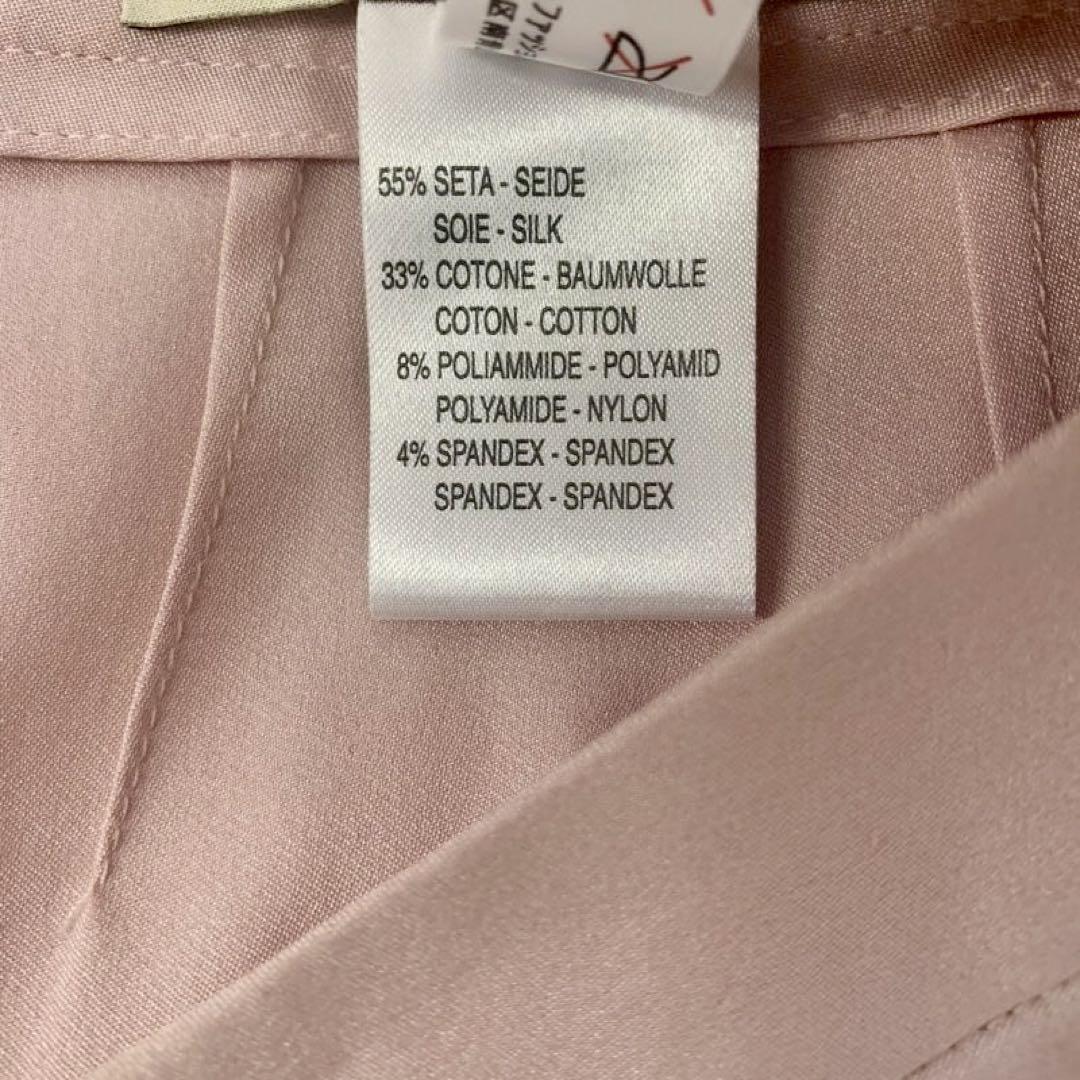 55% SETA - SEIDE
SOIE - SILK
33% COTONE - BAUMWOLLE
COTON - COTTON
8% POLIAMMIDE - POLYAMID
POLYAMIDE - NYLON
4% SPANDEX - SPANDEX
SPANDEX - SPANDEX